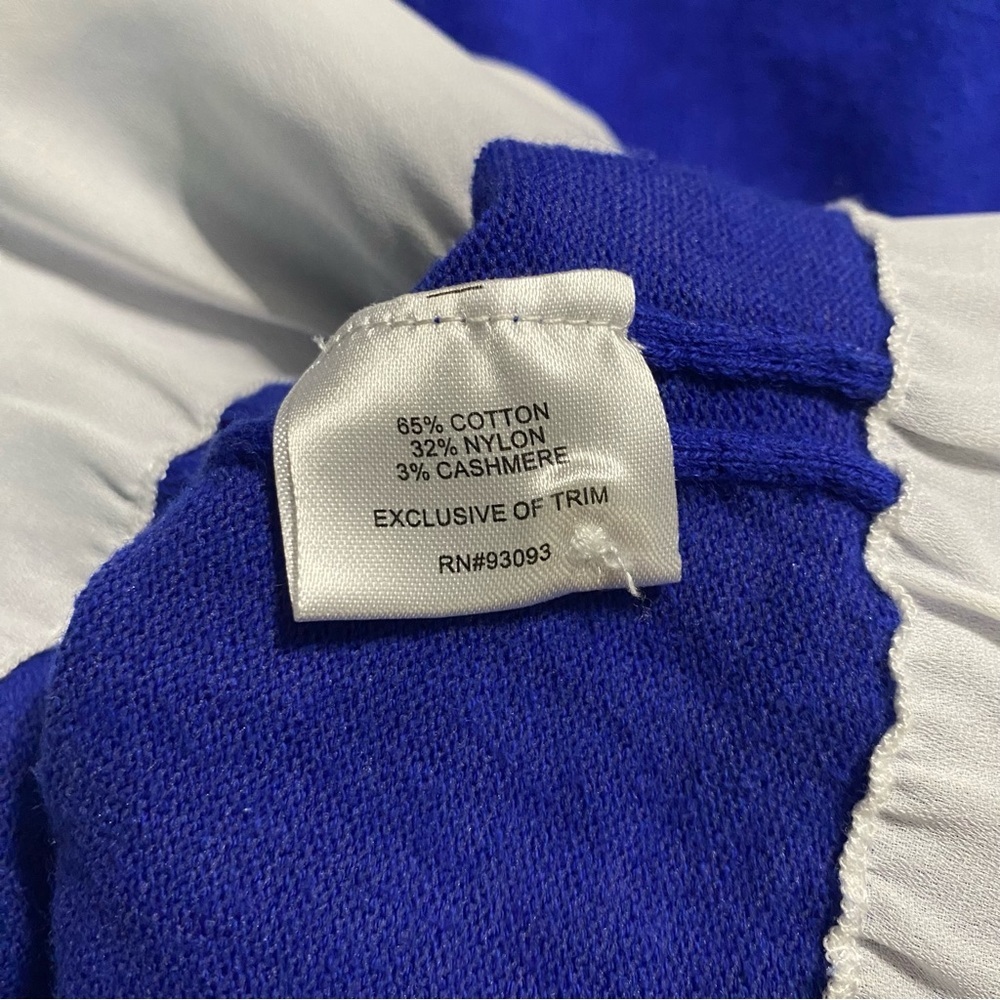 65% COTTON
32% NYLON
3% CASHMERE
EXCLUSIVE OF TRIM
RN#93093